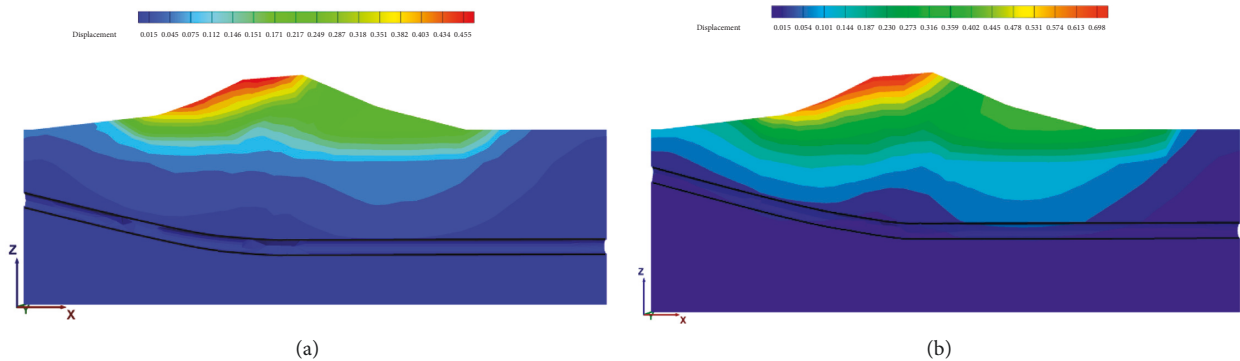 Displacement 0.015 0.045 0.075 0.112 0.146 0.151 0.171 0.217 0.249 0.287 0.318 0.351 0.382 0.403 0.434 0.455
Z
X
(a)
Displacement 0.015 0.054 0.101 0.144 0.187 0.230 0.273 0.316 0.359 0.402 0.445 0.478 0.531 0.574 0.613 0.698
Z
X
(b)